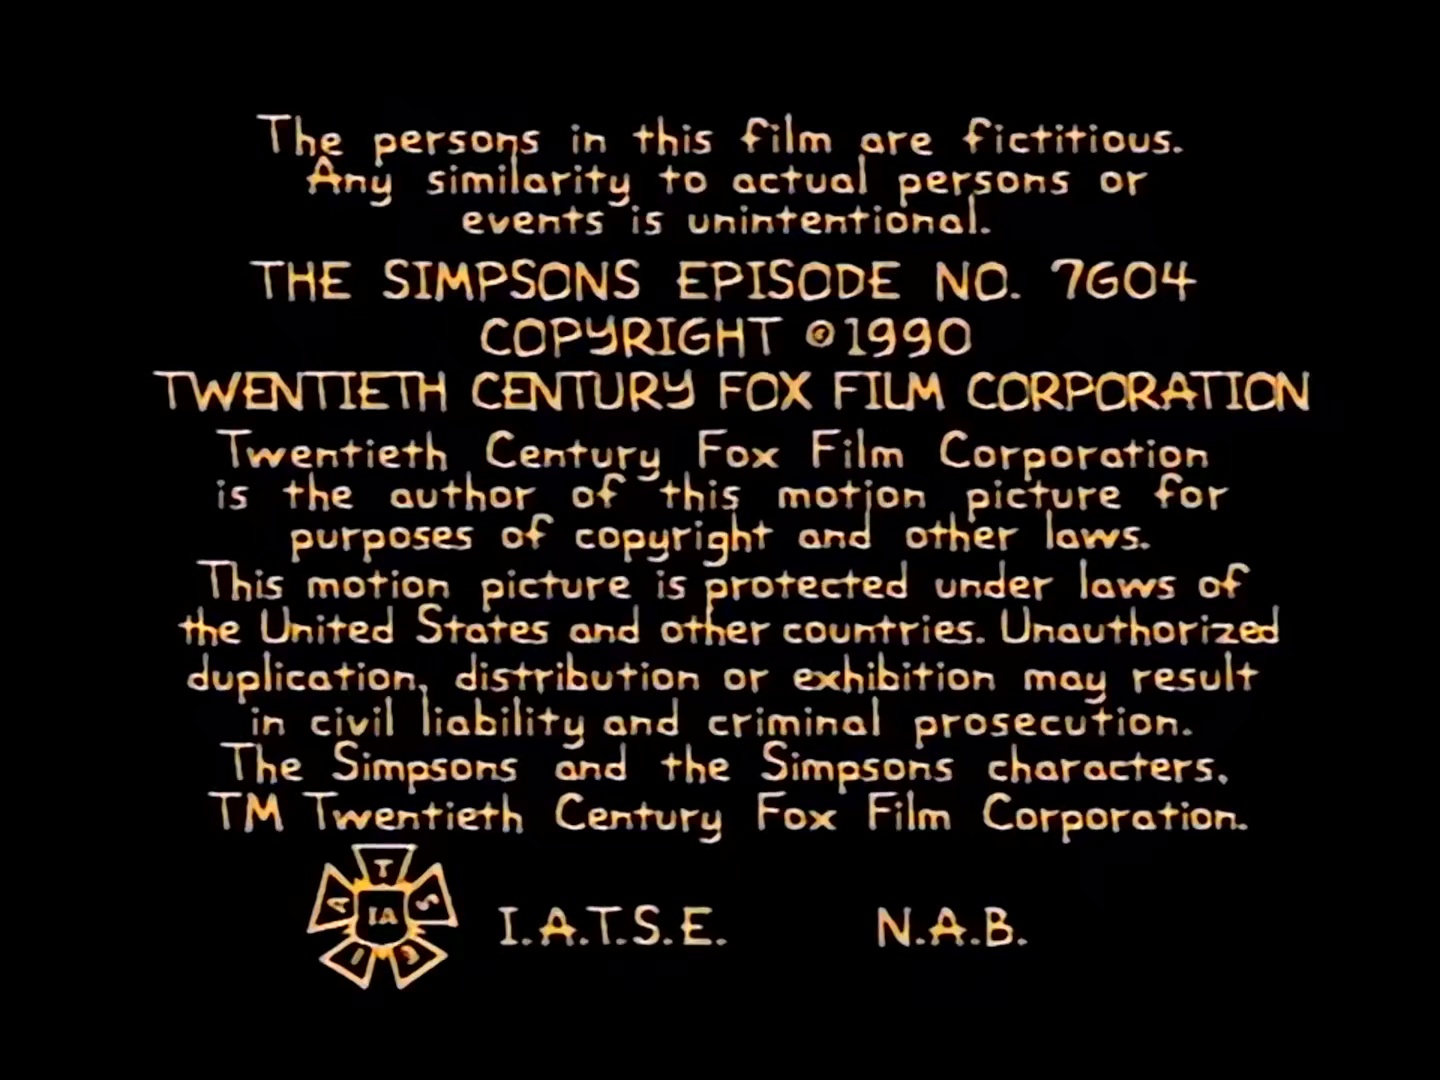 The persons in this film are fictitious.
Any similarity to actual persons or
events is unintentional.
THE SIMPSONS EPISODE NO. 7G04
COPYRIGHT ©1990
TWENTIETH CENTURY FOX FILM CORPORATION
Twentieth Century Fox Film Corporation
is the author of this motion picture for
purposes of copyright and other laws.
This motion picture is protected under laws of
the United States and other countries. Unauthorized
duplication, distribution or exhibition may result
in civil liability and criminal prosecution.
The Simpsons and the Simpsons characters.
TM Twentieth Century Fox Film Corporation.
IA T S E I A
I.A.T.S.E. N.A.B.